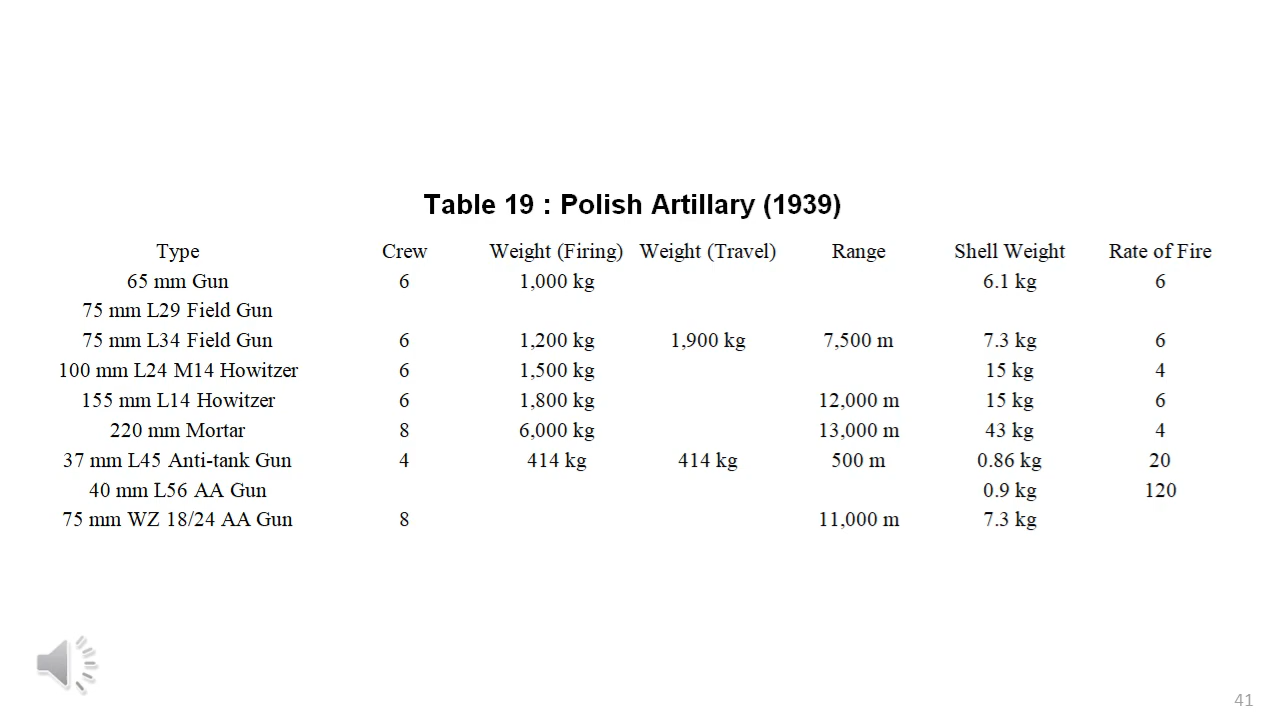 Table 19 : Polish Artillary (1939)
Type Crew Weight (Firing) Weight (Travel) Range Shell Weight Rate of Fire
65 mm Gun 6 1,000 kg 6.1 kg 6
75 mm L29 Field Gun
75 mm L34 Field Gun 6 1,200 kg 1,900 kg 7,500 m 7.3 kg 6
100 mm L24 M14 Howitzer 6 1,500 kg 15 kg 4
155 mm L14 Howitzer 6 1,800 kg 12,000 m 15 kg 6
220 mm Mortar 8 6,000 kg 13,000 m 43 kg 4
37 mm L45 Anti-tank Gun 4 414 kg 414 kg 500 m 0.86 kg 20
40 mm L56 AA Gun 0.9 kg 120
75 mm WZ 18/24 AA Gun 8 11,000 m 7.3 kg
41